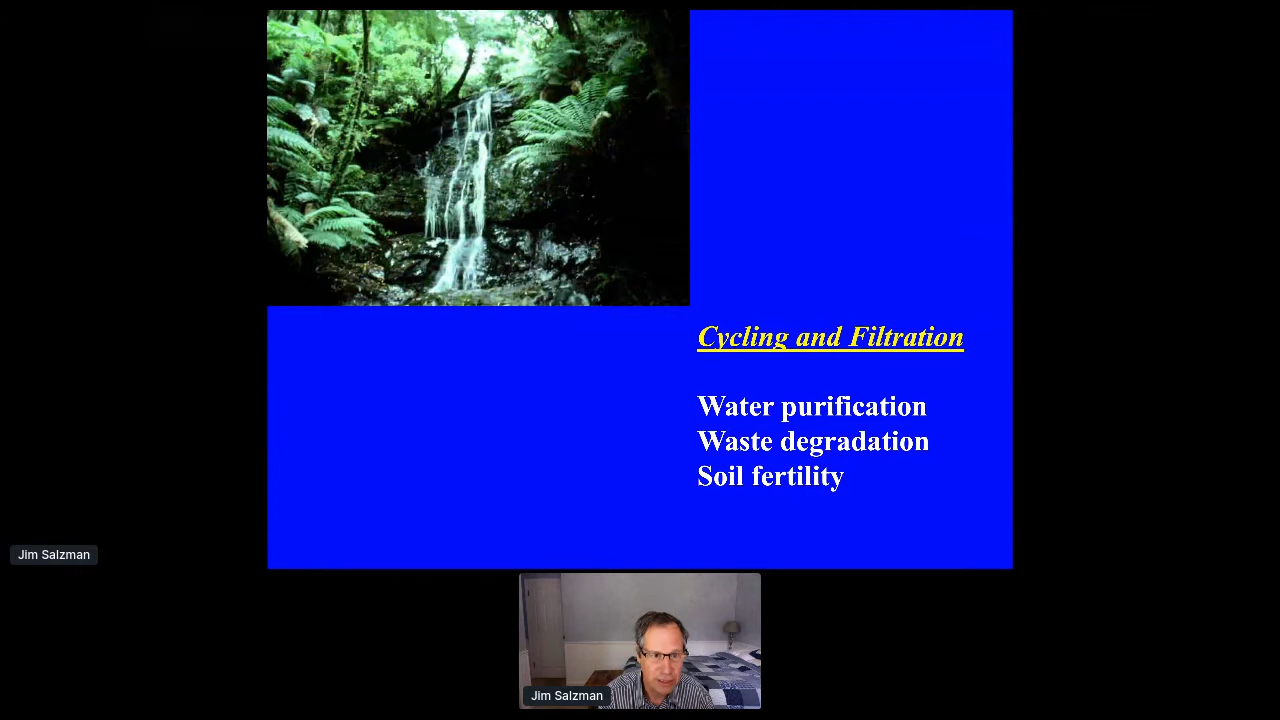 Cycling and Filtration
Water purification
Waste degradation
Soil fertility
Jim Salzman
Jim Salzman